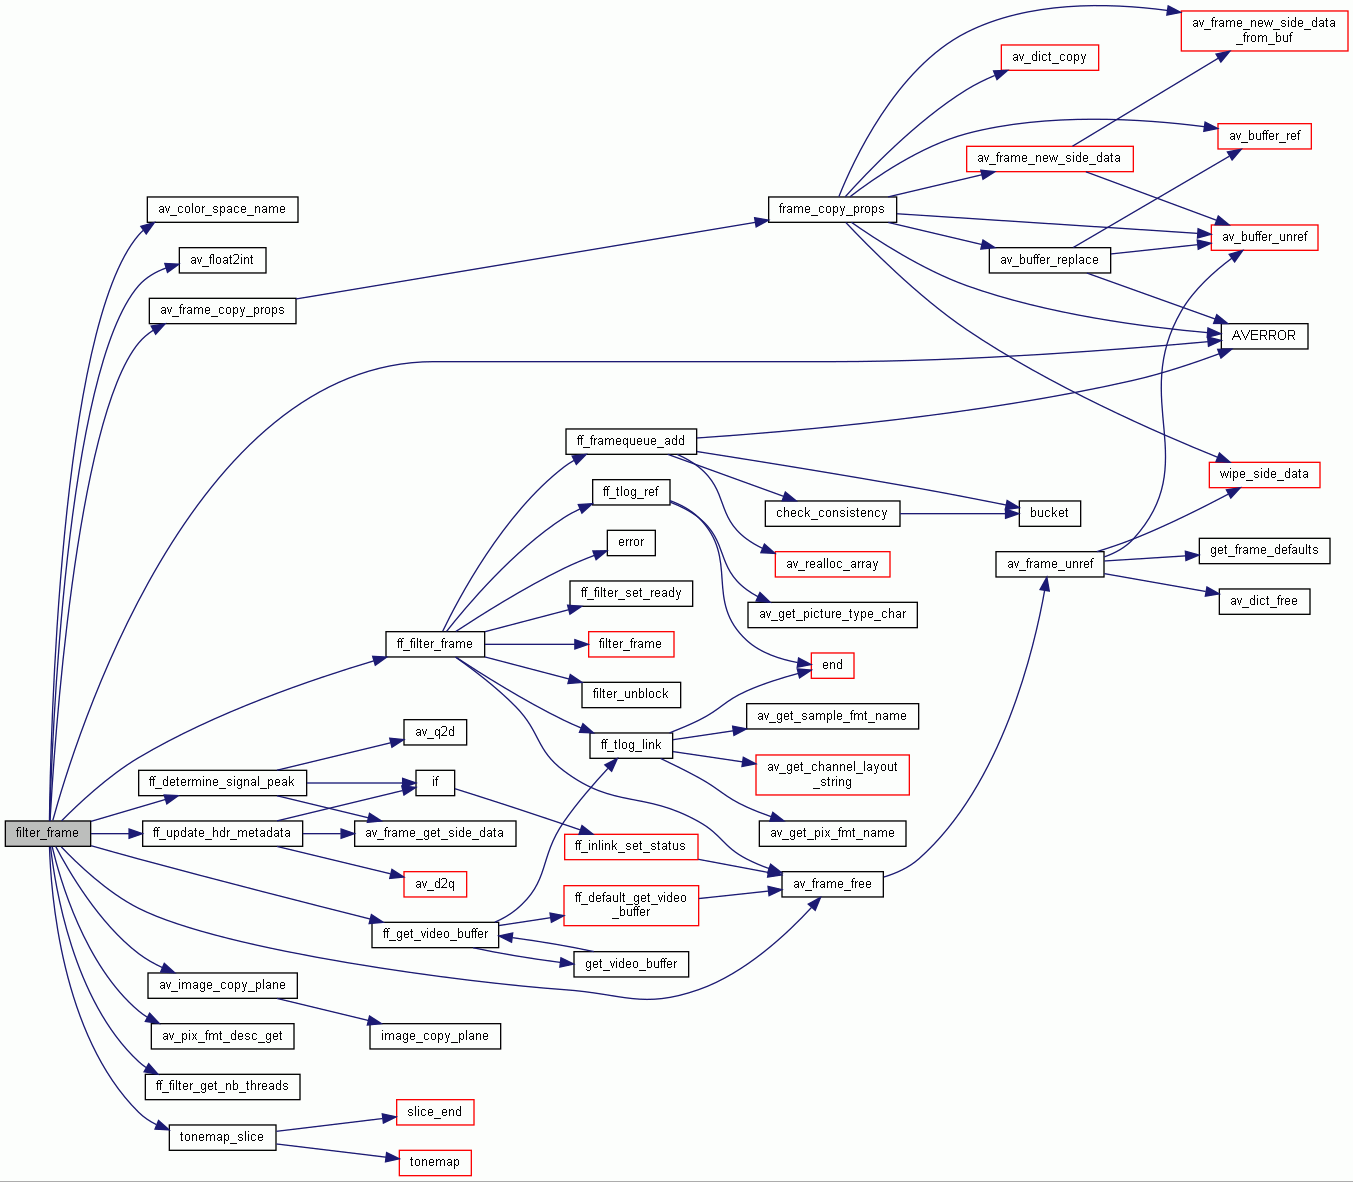 av_frame_new_side_data
_from_buf
av_dict_copy
av_buffer_ref
av_frame_new_side_data
av_color_space_name
frame_copy_props
av_buffer_unref
av_float2int
av_buffer_replace
av_frame_copy_props
AVERROR
ff_framequeue_add
wipe_side_data
ff_tlog_ref
check_consistency
bucket
error
get_frame_defaults
av_realloc_array
av_frame_unref
ff_filter_set_ready
av_dict_free
av_get_picture_type_char
ff_filter_frame
filter_frame
end
filter_unblock
av_get_sample_fmt_name
av_q2d
ff_tlog_link
av_get_channel_layout
_string
ff_determine_signal_peak
if
filter_frame
ff_update_hdr_metadata
av_frame_get_side_data
av_get_pix_fmt_name
ff_inlink_set_status
av_d2q
av_frame_free
ff_default_get_video
_buffer
ff_get_video_buffer
get_video_buffer
av_image_copy_plane
av_pix_fmt_desc_get
image_copy_plane
ff_filter_get_nb_threads
slice_end
tonemap_slice
tonemap